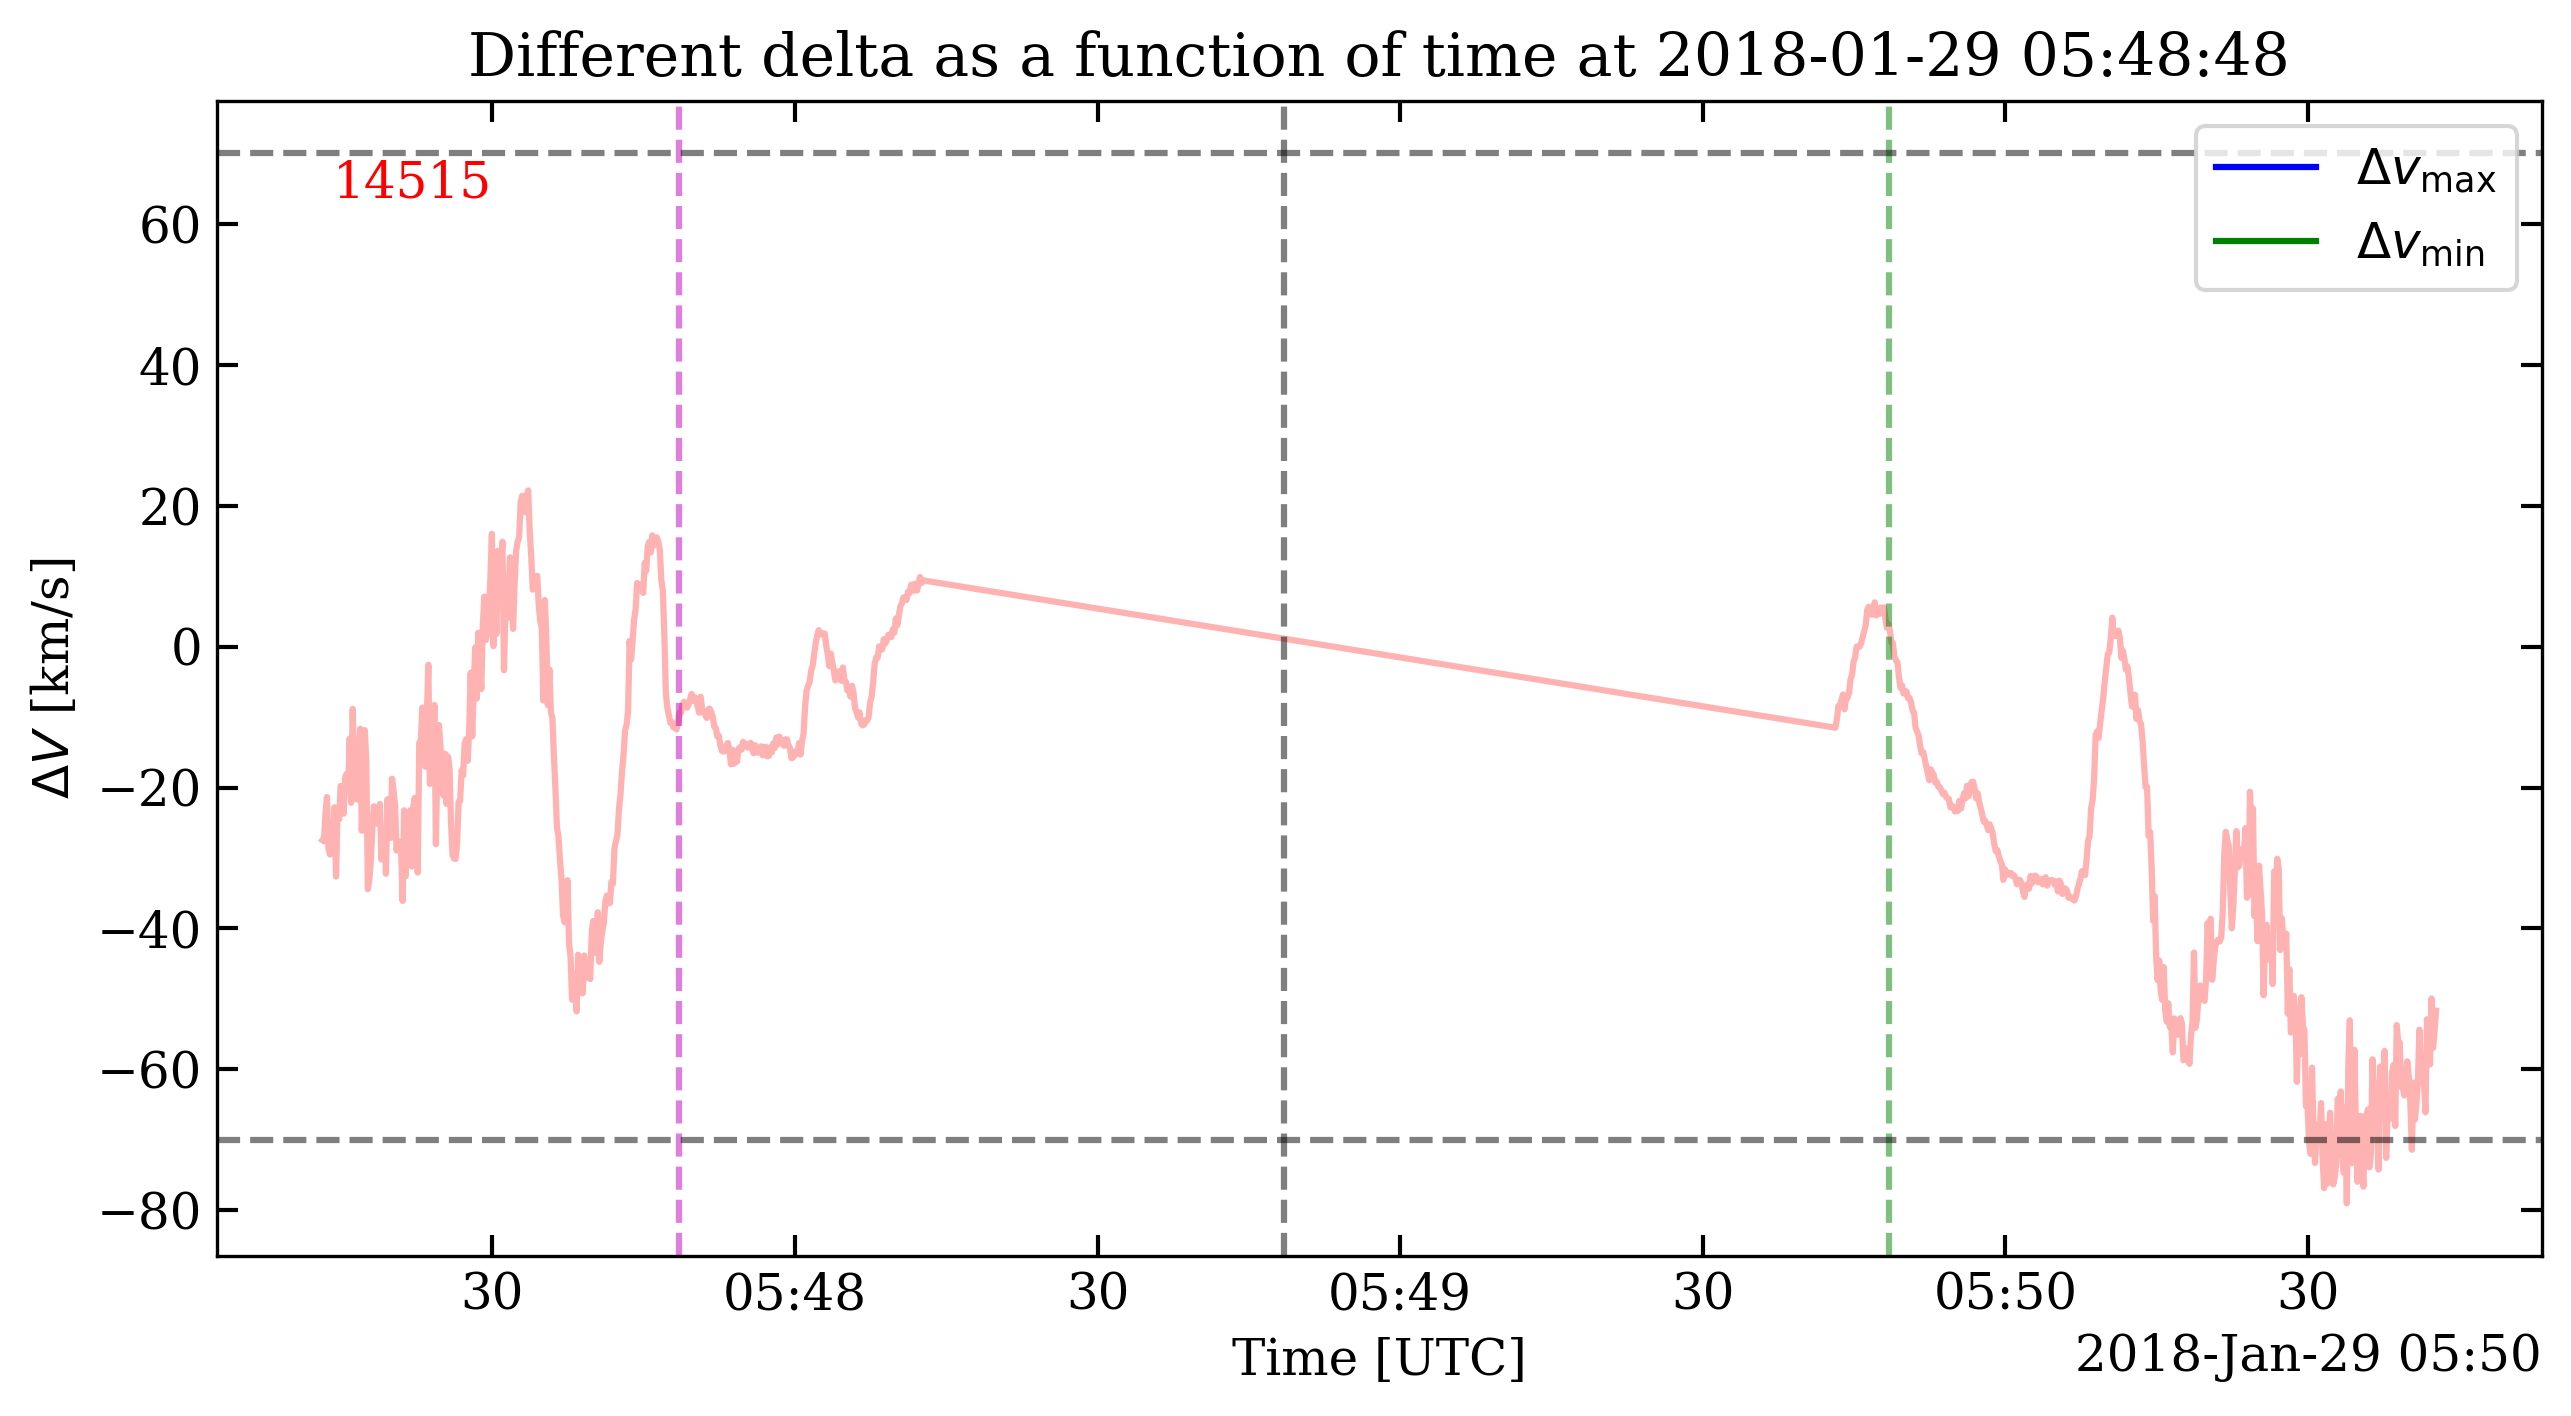 Different delta as a function of time at 2018-01-29 05:48:48
14515
Δv_max
Δv_min
60
40
20
0
−20
−40
−60
−80
ΔV [km/s]
30 05:48 30 05:49 30 05:50 30
Time [UTC]
2018-Jan-29 05:50